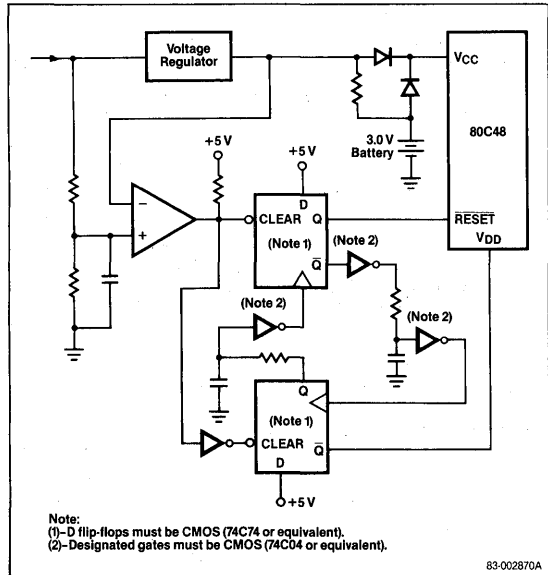 Voltage
Regulator
VCC
80C48
3.0 V
Battery
+5 V
+5 V
D
−
+
CLEAR
Q
RESET
(Note 1)
(Note 2)
VDD
Q
(Note 2)
(Note 2)
Q
(Note 1)
CLEAR
Q
D
+5 V
Note:
(1)–D flip-flops must be CMOS (74C74 or equivalent).
(2)–Designated gates must be CMOS (74C04 or equivalent).
83-002870A